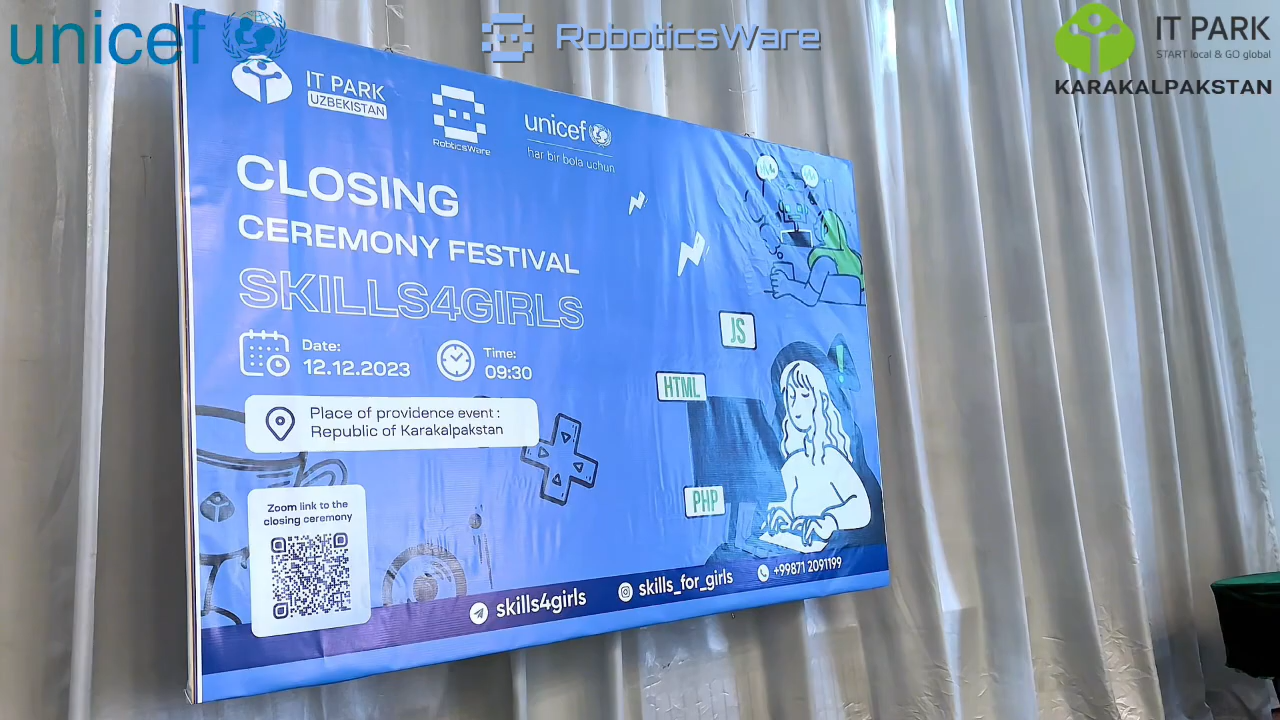 unicef
RoboticsWare
IT PARK
START local & GO global
KARAKALPAKSTAN
IT PARK
UZBEKISTAN
RoboticsWare
unicef
har bir bola uchun
CLOSING
CEREMONY FESTIVAL
SKILLS4GIRLS
Date:
12.12.2023
Time:
09:30
Place of providence event :
Republic of Karakalpakstan
JS
HTML
PHP
Zoom link to the
closing ceremony
skills4girls
skills_for_girls
+99871 2091199